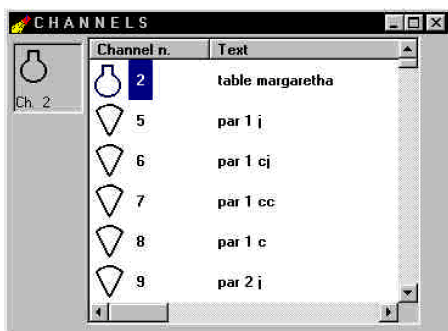 CHANNELS
Channel n. Text
Ch. 2
2 table margaretha
5 par 1 j
6 par 1 cj
7 par 1 cc
8 par 1 c
9 par 2 j